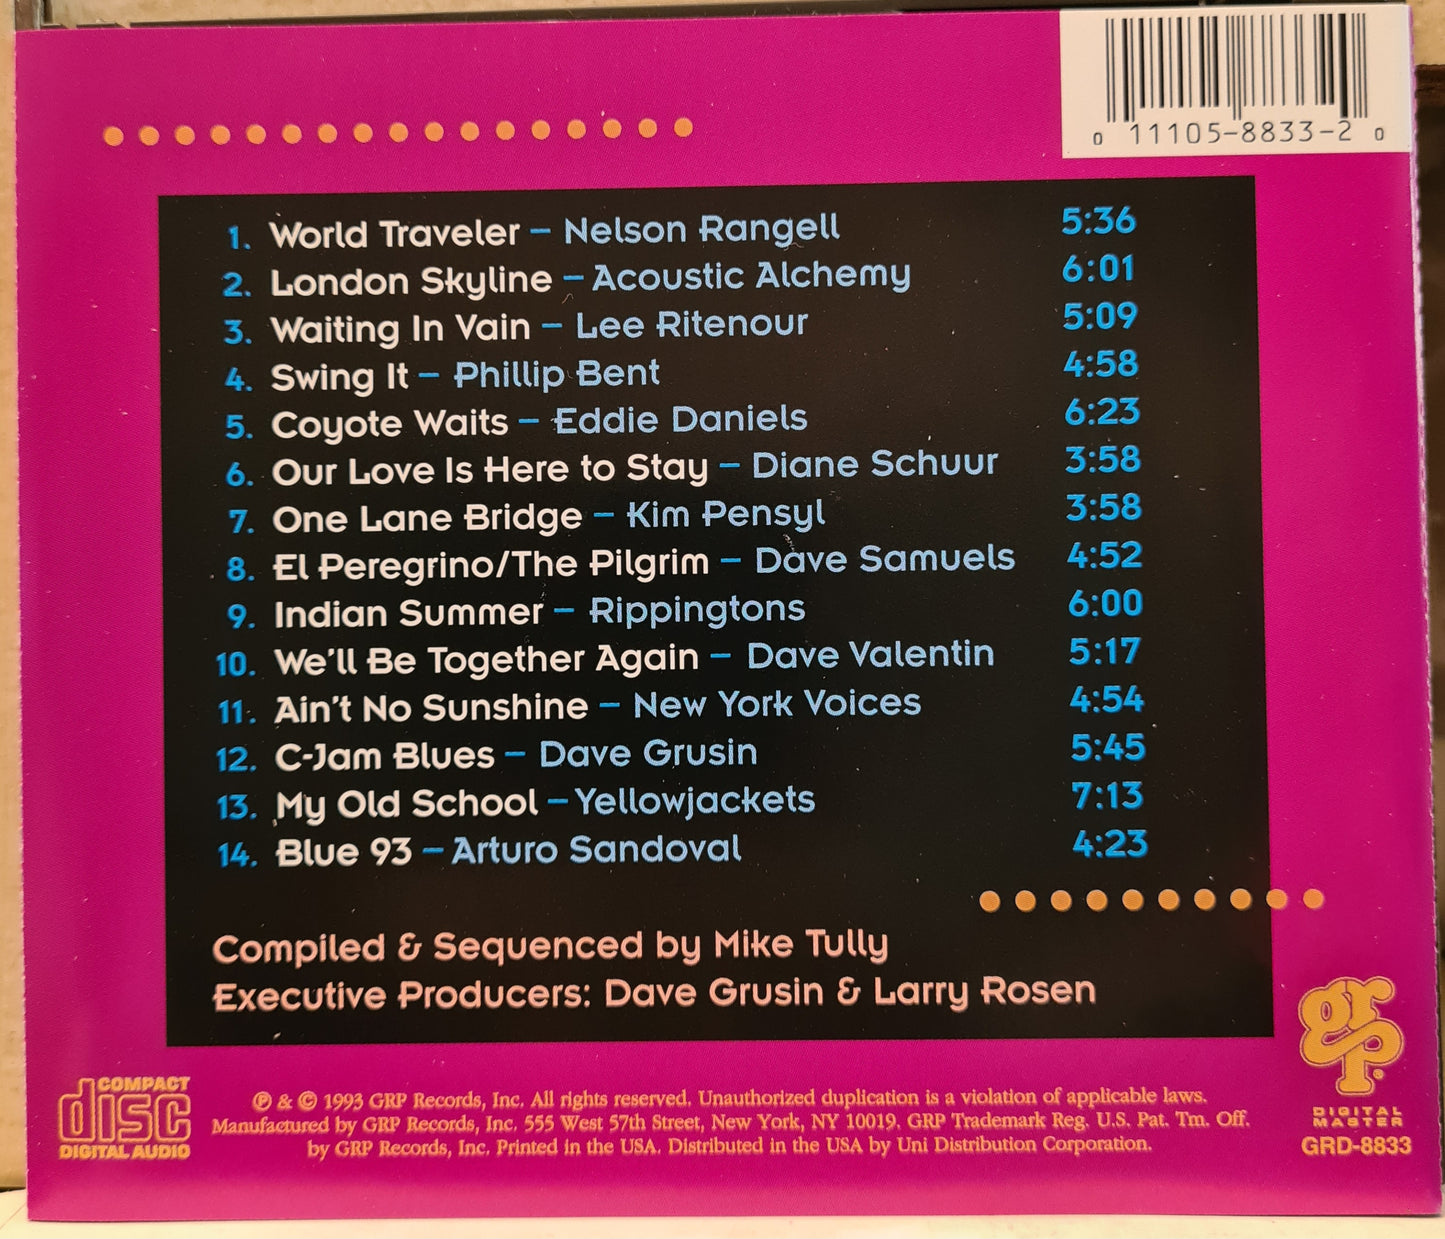 0 11105-8833-2 0
1. World Traveler – Nelson Rangell 5:36
2. London Skyline – Acoustic Alchemy 6:01
3. Waiting In Vain – Lee Ritenour 5:09
4. Swing It – Phillip Bent 4:58
5. Coyote Waits – Eddie Daniels 6:23
6. Our Love Is Here to Stay – Diane Schuur 3:58
7. One Lane Bridge – Kim Pensyl 3:58
8. El Peregrino/The Pilgrim – Dave Samuels 4:52
9. Indian Summer – Rippingtons 6:00
10. We'll Be Together Again – Dave Valentin 5:17
11. Ain't No Sunshine – New York Voices 4:54
12. C-Jam Blues – Dave Grusin 5:45
13. My Old School – Yellowjackets 7:13
14. Blue 93 – Arturo Sandoval 4:23
Compiled & Sequenced by Mike Tully
Executive Producers: Dave Grusin & Larry Rosen
grp®
DIGITAL
MASTER
GRD-8833
COMPACT
disc
DIGITAL AUDIO
℗ & © 1993 GRP Records, Inc. All rights reserved. Unauthorized duplication is a violation of applicable laws.
Manufactured by GRP Records, Inc. 555 West 57th Street, New York, NY 10019. GRP Trademark Reg. U.S. Pat. Tm. Off.
by GRP Records, Inc. Printed in the USA. Distributed in the USA by Uni Distribution Corporation.